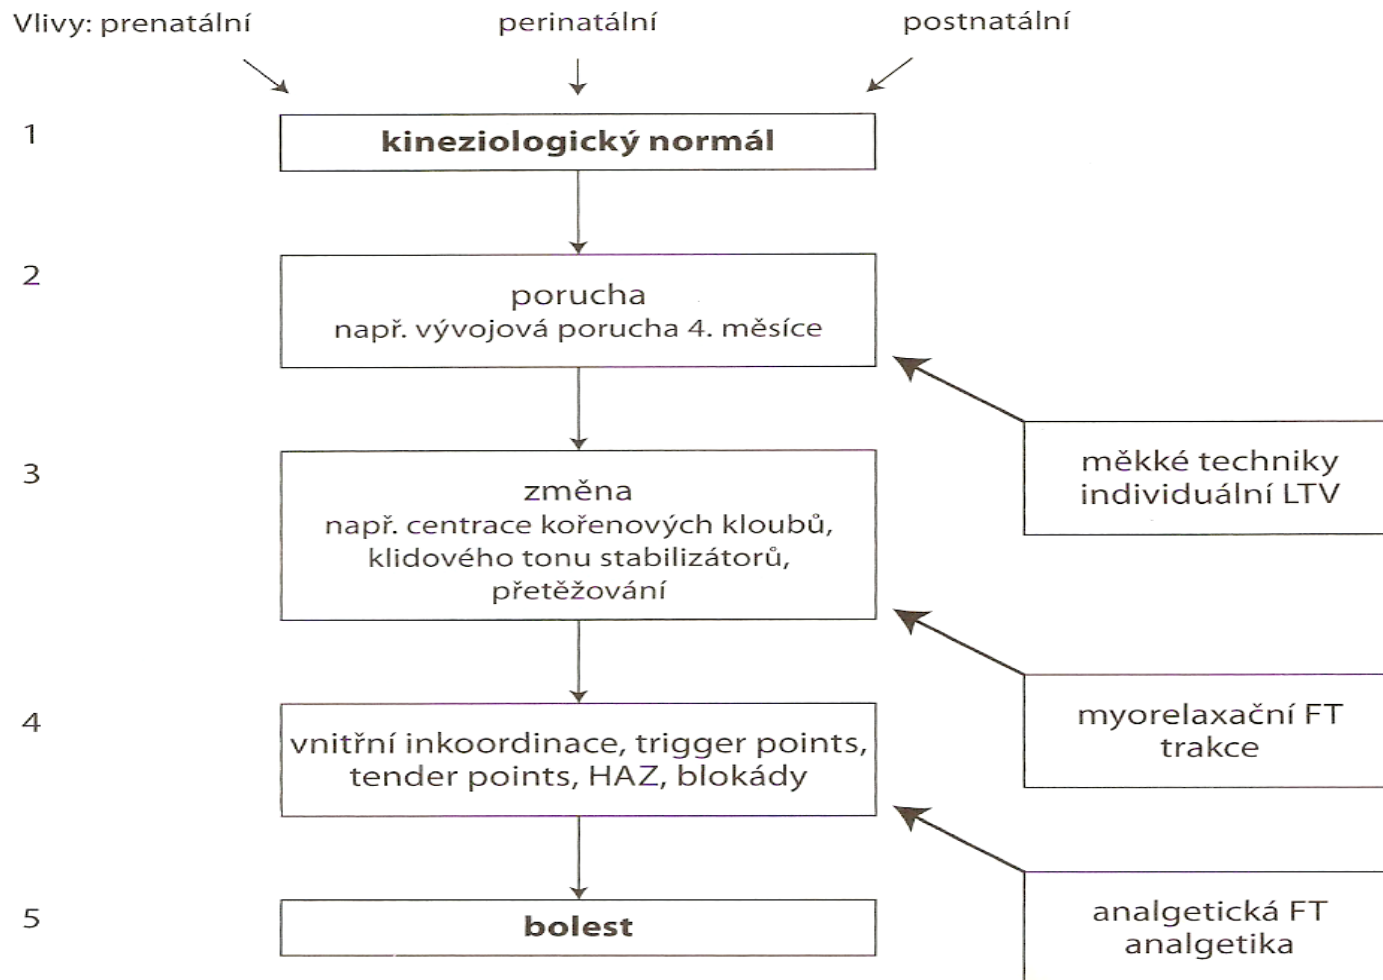 Vlivy: prenatální perinatální postnatální
1 kineziologický normál
2 porucha
např. vývojová porucha 4. měsíce
měkké techniky
individuální LTV
3 změna
např. centrace kořenových kloubů,
klidového tonu stabilizátorů,
přetěžování
myorelaxační FT
trakce
4 vnitřní inkoordinace, trigger points,
tender points, HAZ, blokády
analgetická FT
analgetika
5 bolest